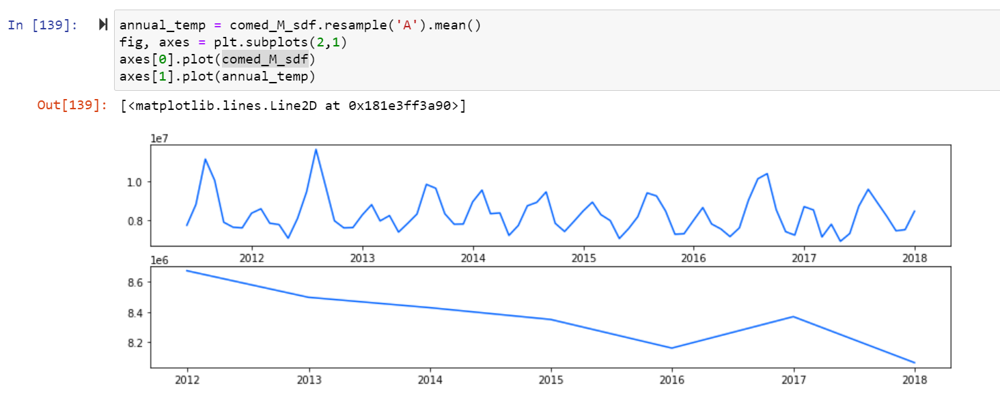 In [139]:
annual_temp = comed_M_sdf.resample('A').mean()
fig, axes = plt.subplots(2,1)
axes[0].plot(comed_M_sdf)
axes[1].plot(annual_temp)
Out[139]: [<matplotlib.lines.Line2D at 0x181e3ff3a90>]
1e7
1.0
0.8
2012 2013 2014 2015 2016 2017 2018
1e6
8.6
8.4
8.2
2012 2013 2014 2015 2016 2017 2018